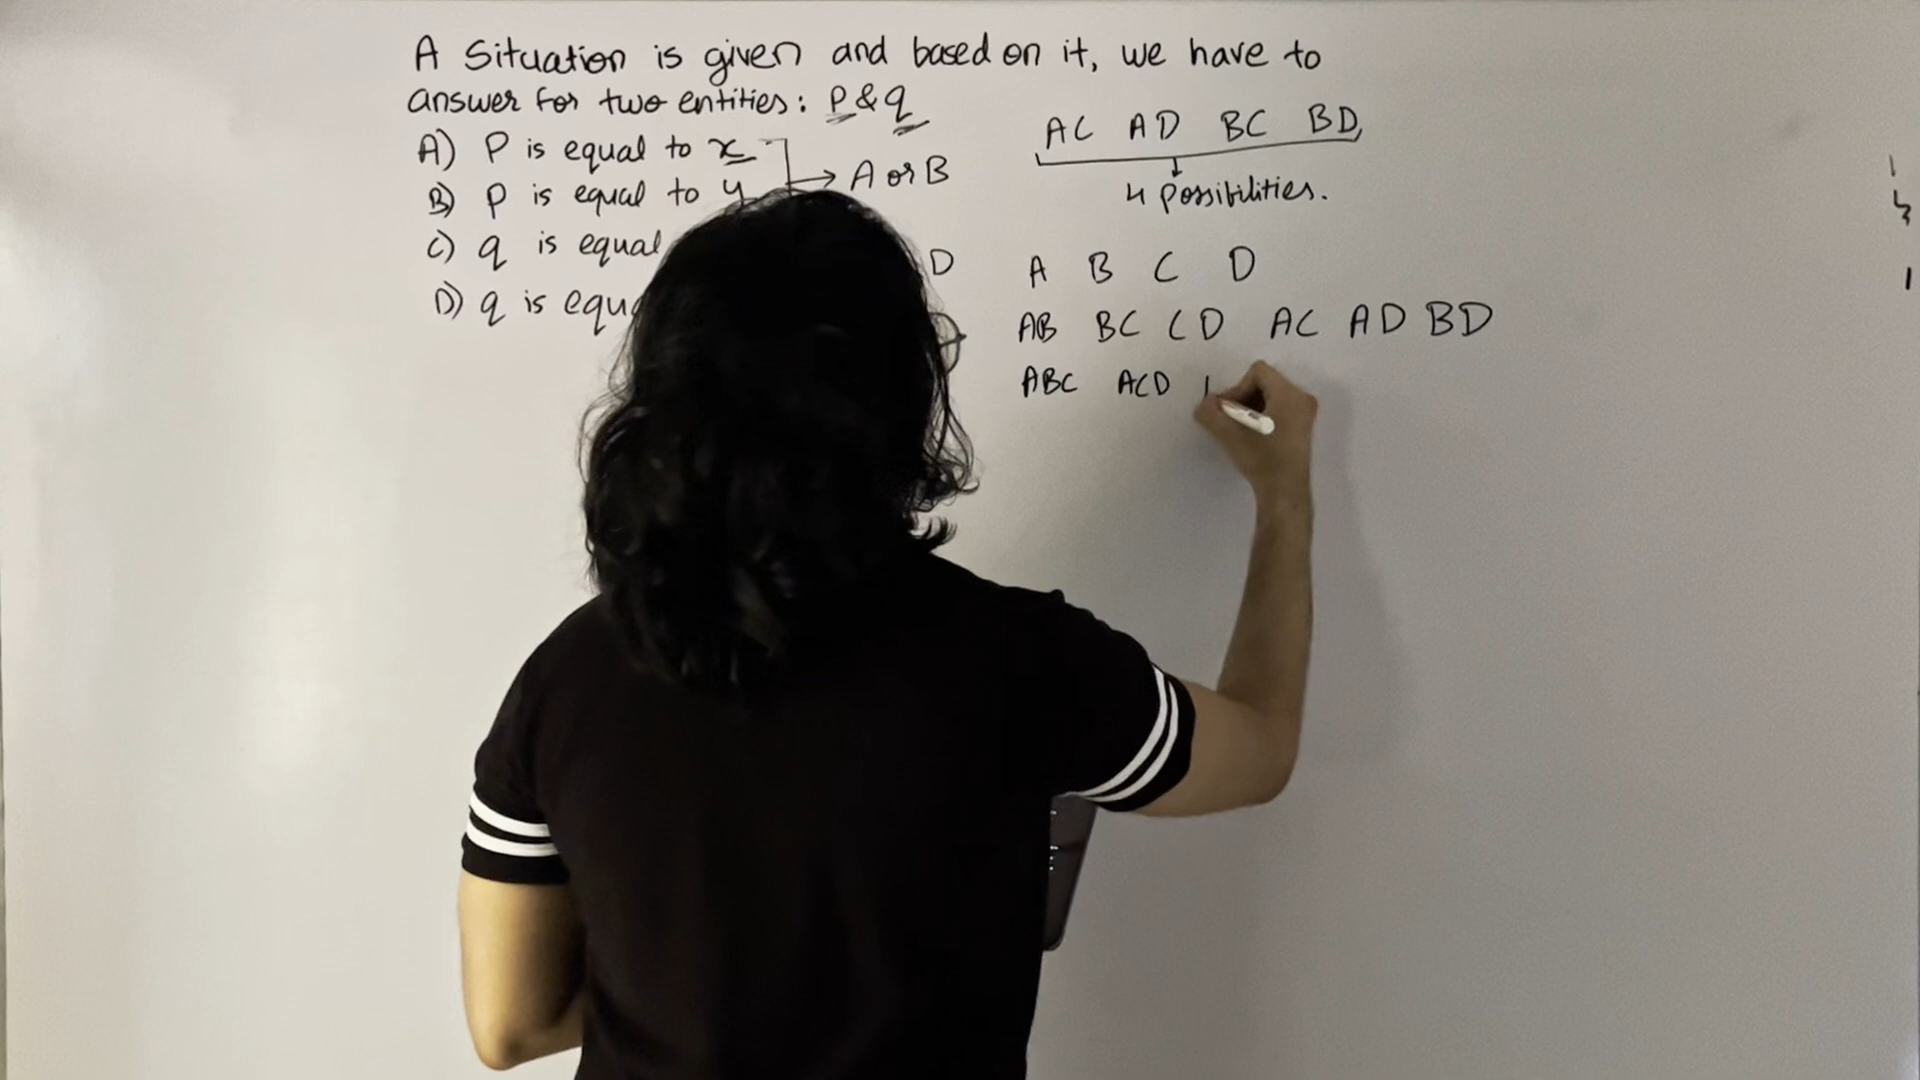 A Situation is given and based on it, we have to
answer for two entities: P & q
A) P is equal to x
B) P is equal to y
→ A or B
C) q is equal
D
D) q is equ
AC AD BC BD
4 possibilities.
A B C D
AB BC CD AC AD BD
ABC ACD